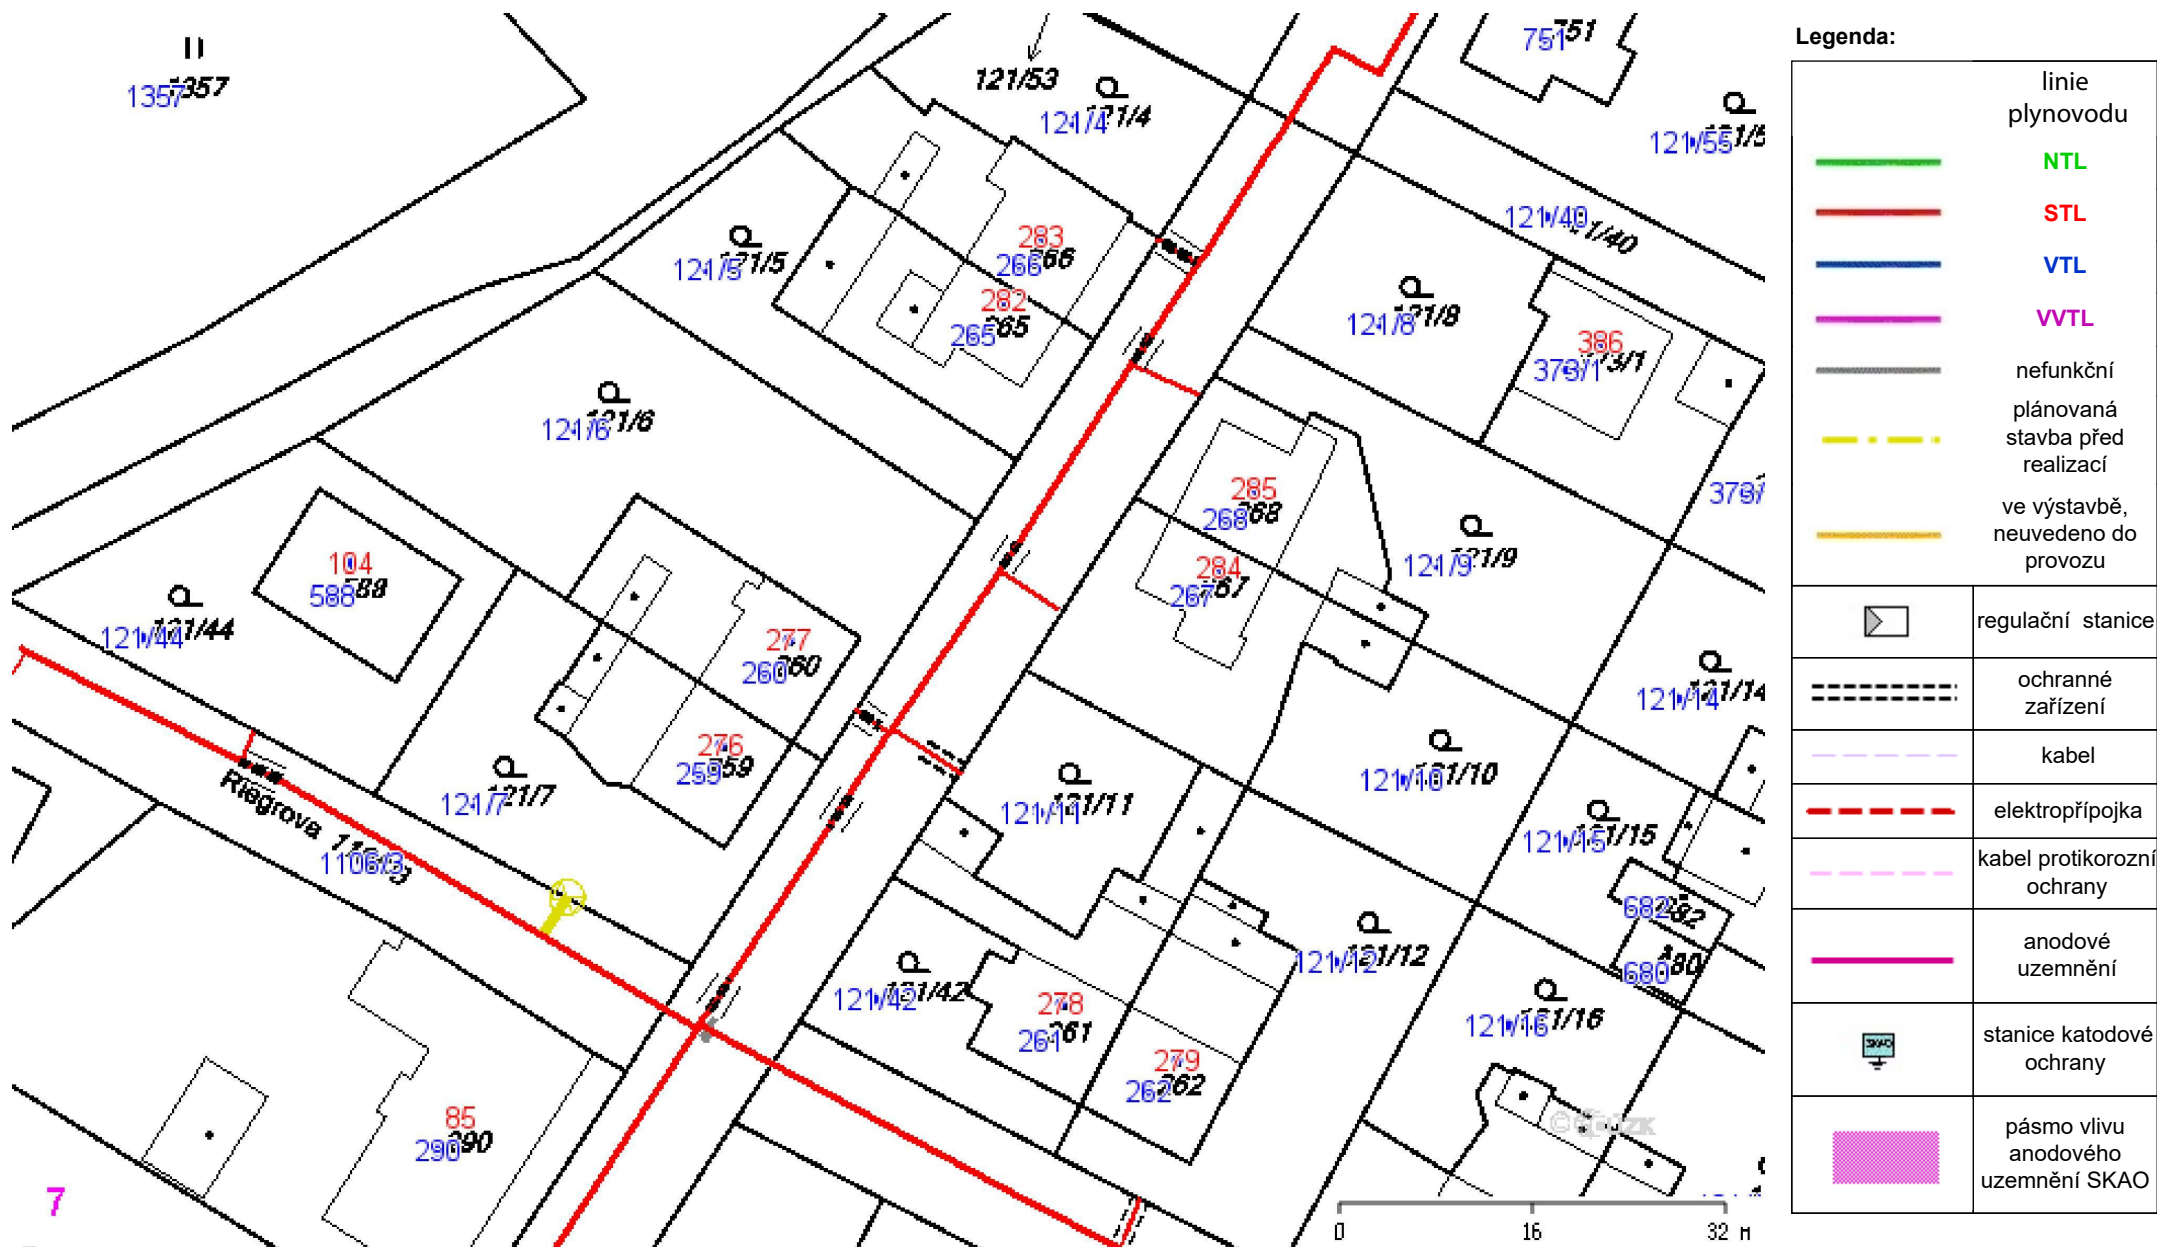 Legenda:
linie
plynovodu
NTL
STL
VTL
VVTL
nefunkční
plánovaná
stavba před
realizací
ve výstavbě,
neuvedeno do
provozu
regulační stanice
ochranné
zařízení
kabel
elektropřípojka
kabel protikorozní
ochrany
anodové
uzemnění
SKAO
stanice katodové
ochrany
pásmo vlivu
anodového
uzemnění SKAO
1357
121/53
121/4
751
121/55
121/40
283
266
121/5
282
265
121/8
386
373/1
121/6
285
268
284
267
121/9
104
588
121/44
277
260
276
259
121/7
121/14
121/10
121/11
121/15
Riegrova
1106/3
682
680
121/12
121/42
278
261
121/16
279
262
85
290
7
0 16 32